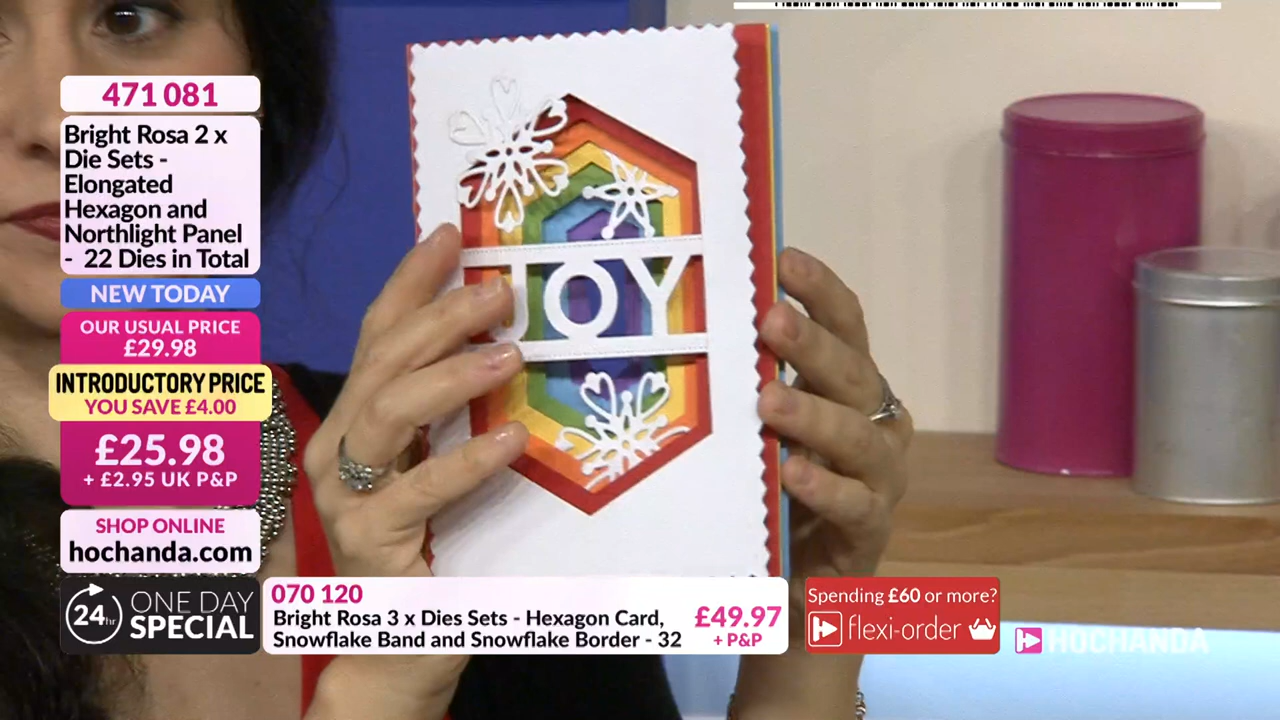 471 081
Bright Rosa 2 x
Die Sets -
Elongated
Hexagon and
Northlight Panel
- 22 Dies in Total
NEW TODAY
OUR USUAL PRICE
£29.98
INTRODUCTORY PRICE
YOU SAVE £4.00
£25.98
+ £2.95 UK P&P
SHOP ONLINE
hochanda.com
JOY
24hr
ONE DAY
SPECIAL
070 120
Bright Rosa 3 x Dies Sets - Hexagon Card,
Snowflake Band and Snowflake Border - 32
£49.97
+ P&P
Spending £60 or more?
flexi-order
HOCHANDA